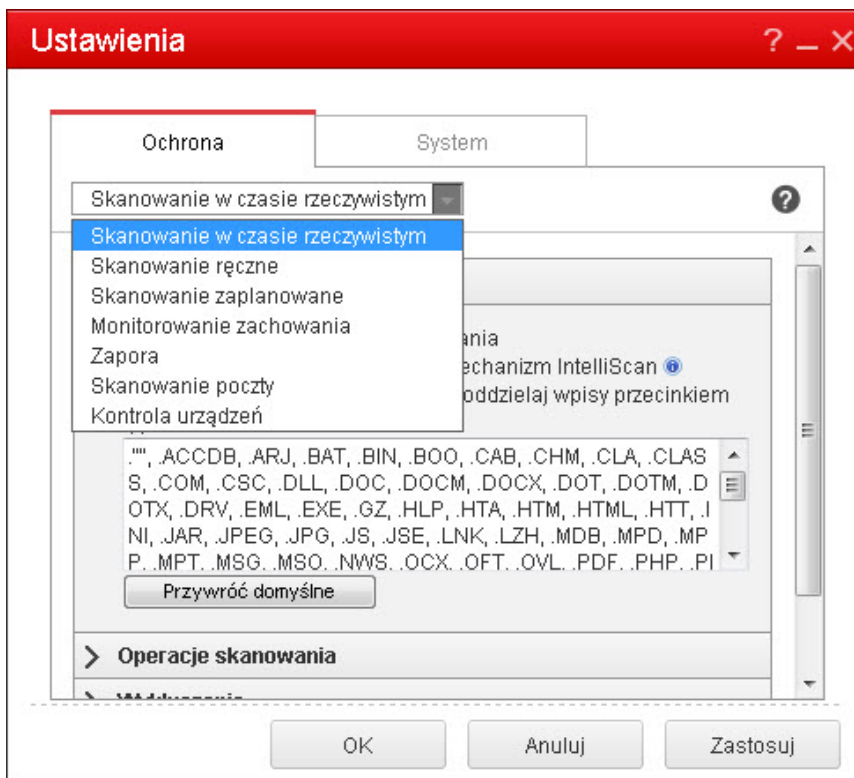 Ustawienia
Ochrona
System
Skanowanie w czasie rzeczywistym
Skanowanie w czasie rzeczywistym
Skanowanie ręczne
Skanowanie zaplanowane
Monitorowanie zachowania
Zapora
Skanowanie poczty
Kontrola urządzeń
IntelliScan
oddzielaj wpisy przecinkiem
."", .ACCDB, .ARJ, .BAT, .BIN, .BOO, .CAB, .CHM, .CLA, .CLAS
S, .COM, .CSC, .DLL, .DOC, .DOCM, .DOCX, .DOT, .DOTM, .D
OTX, .DRV, .EML, .EXE, .GZ, .HLP, .HTA, .HTM, .HTML, .HTT, .I
NI, .JAR, .JPEG, .JPG, .JS, .JSE, .LNK, .LZH, .MDB, .MPD, .MP
P, .MPT, .MSG, .MSO, .NWS, .OCX, .OFT, .OVL, .PDF, .PHP, .PI
Przywróć domyślne
Operacje skanowania
OK
Anuluj
Zastosuj